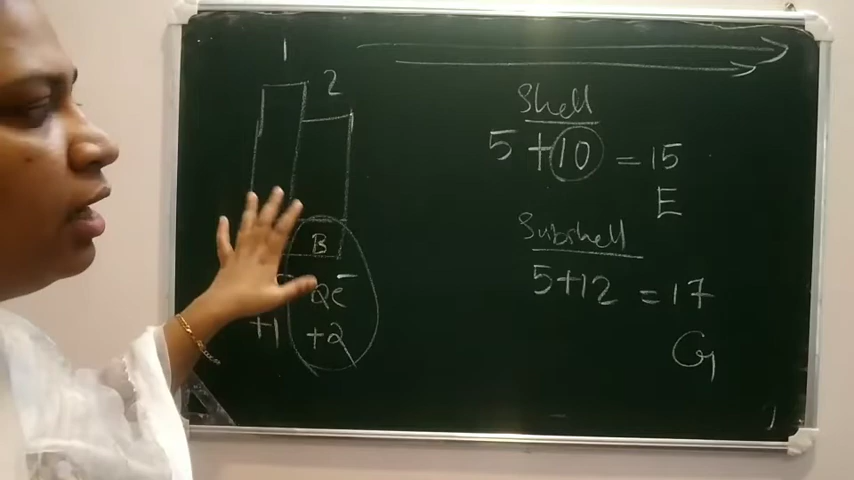 1
2
B
2e⁻
+1 +2
Shell
5 + 10 = 15
E
Subshell
5+12 = 17
G